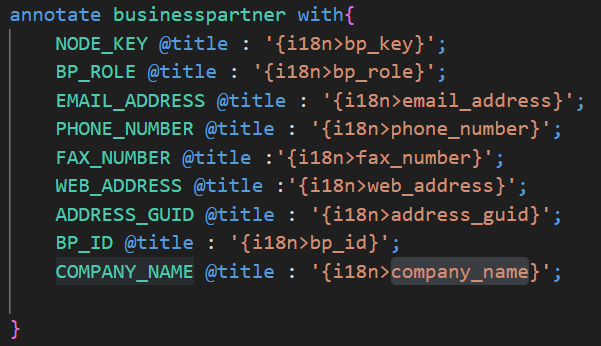 annotate businesspartner with{
NODE_KEY @title : '{i18n>bp_key}';
BP_ROLE @title : '{i18n>bp_role}';
EMAIL_ADDRESS @title : '{i18n>email_address}';
PHONE_NUMBER @title : '{i18n>phone_number}';
FAX_NUMBER @title :'{i18n>fax_number}';
WEB_ADDRESS @title :'{i18n>web_address}';
ADDRESS_GUID @title : '{i18n>address_guid}';
BP_ID @title : '{i18n>bp_id}';
COMPANY_NAME @title : '{i18n>company_name}';
}